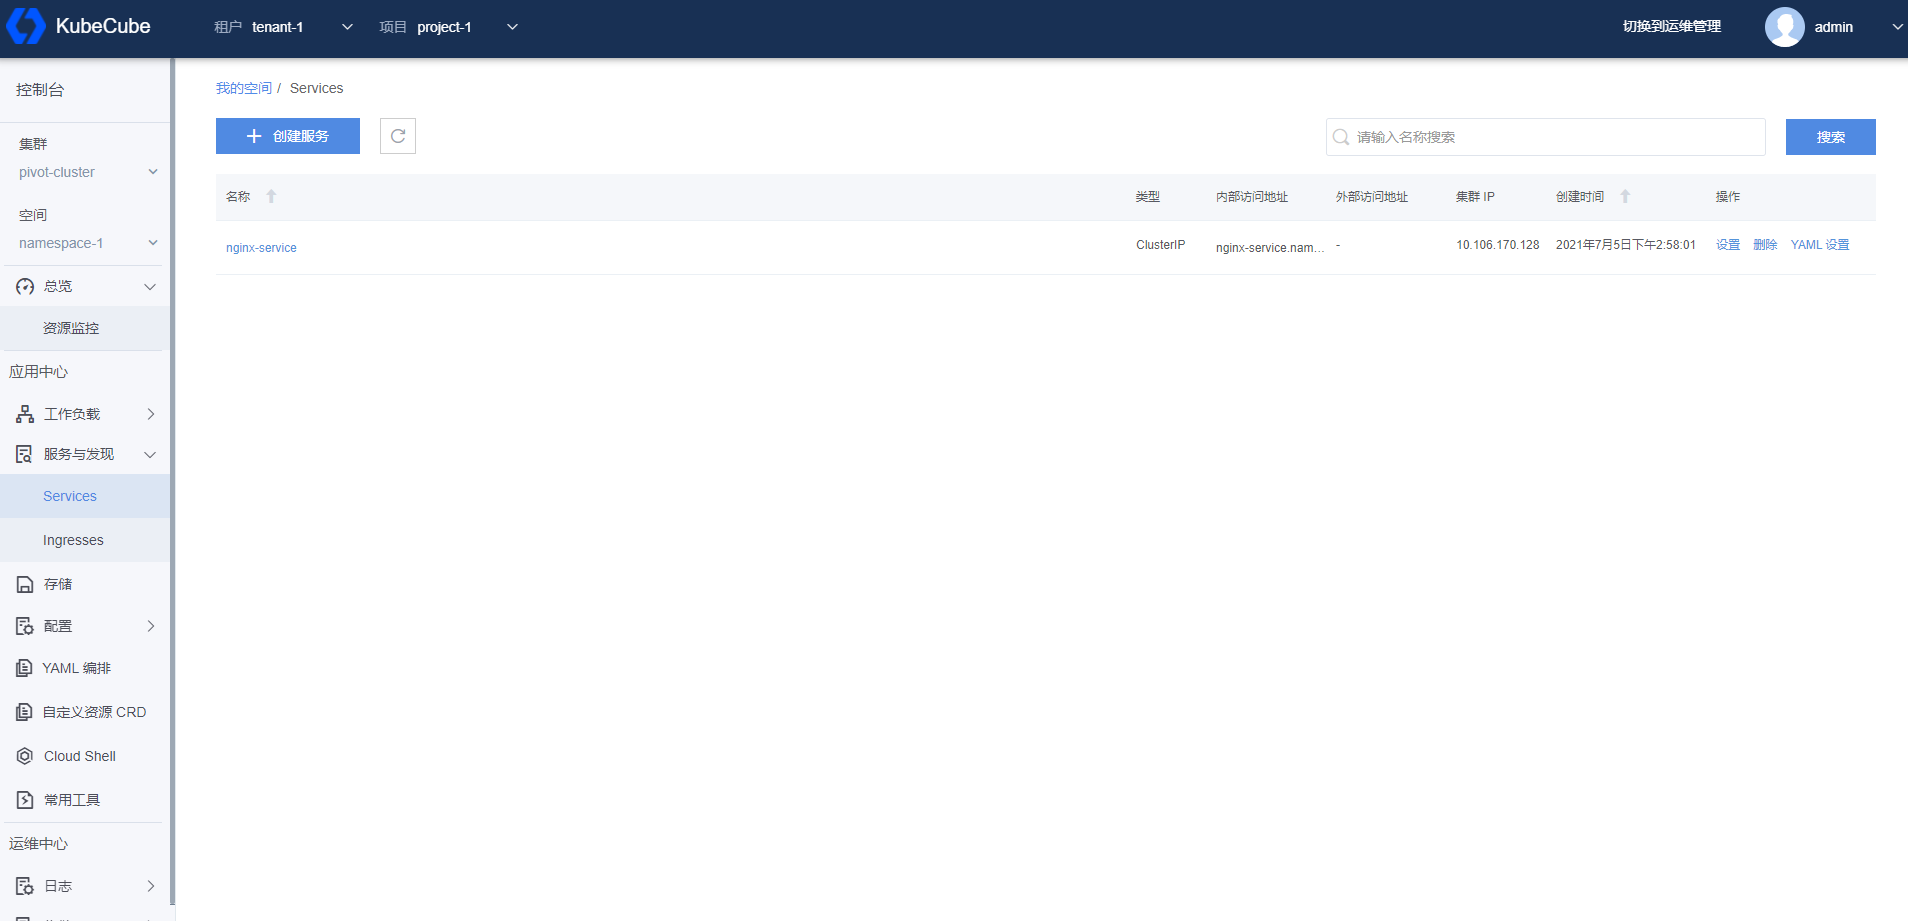 KubeCube 租户 tenant-1 项目 project-1 切换到运维管理 admin
控制台
集群
pivot-cluster
空间
namespace-1
总览
资源监控
应用中心
工作负载
服务与发现
Services
Ingresses
存储
配置
YAML 编排
自定义资源 CRD
Cloud Shell
常用工具
运维中心
日志
我的空间 / Services
创建服务 请输入名称搜索 搜索
名称 类型 内部访问地址 外部访问地址 集群 IP 创建时间 操作
nginx-service ClusterIP nginx-service.nam... - 10.106.170.128 2021年7月5日下午2:58:01 设置 删除 YAML 设置